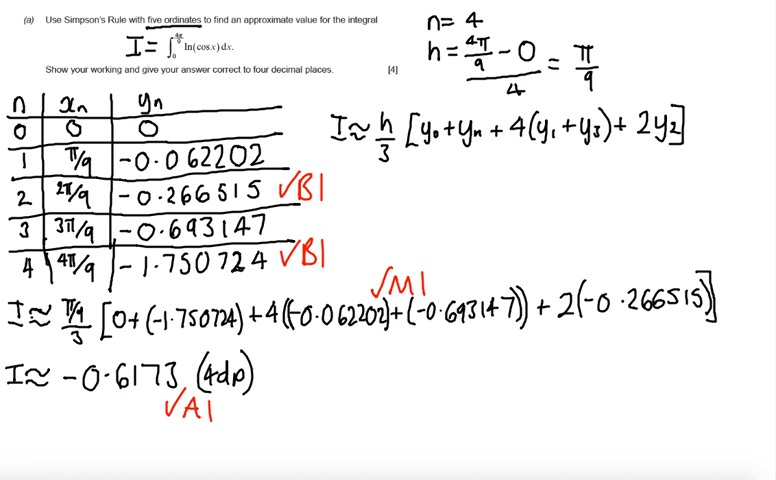 (a) Use Simpson's Rule with five ordinates to find an approximate value for the integral
I = ∫₀^{4π/9} ln(cos x) dx.
Show your working and give your answer correct to four decimal places. [4]
n = 4
h = (4π/9 - 0)/4 = π/9
n xₙ yₙ
0 0 0
1 π/9 -0.062202
2 2π/9 -0.266515 √B1
3 3π/9 -0.693147
4 4π/9 -1.750724 √B1
I ≈ h/3 [y₀+yₙ + 4(y₁+y₃) + 2y₂]
√M1
I ≈ (π/9)/3 [0+(-1.750724)+4((-0.062202)+(-0.693147)) + 2(-0.266515)]
I ≈ -0.6173 (4dp)
√A1